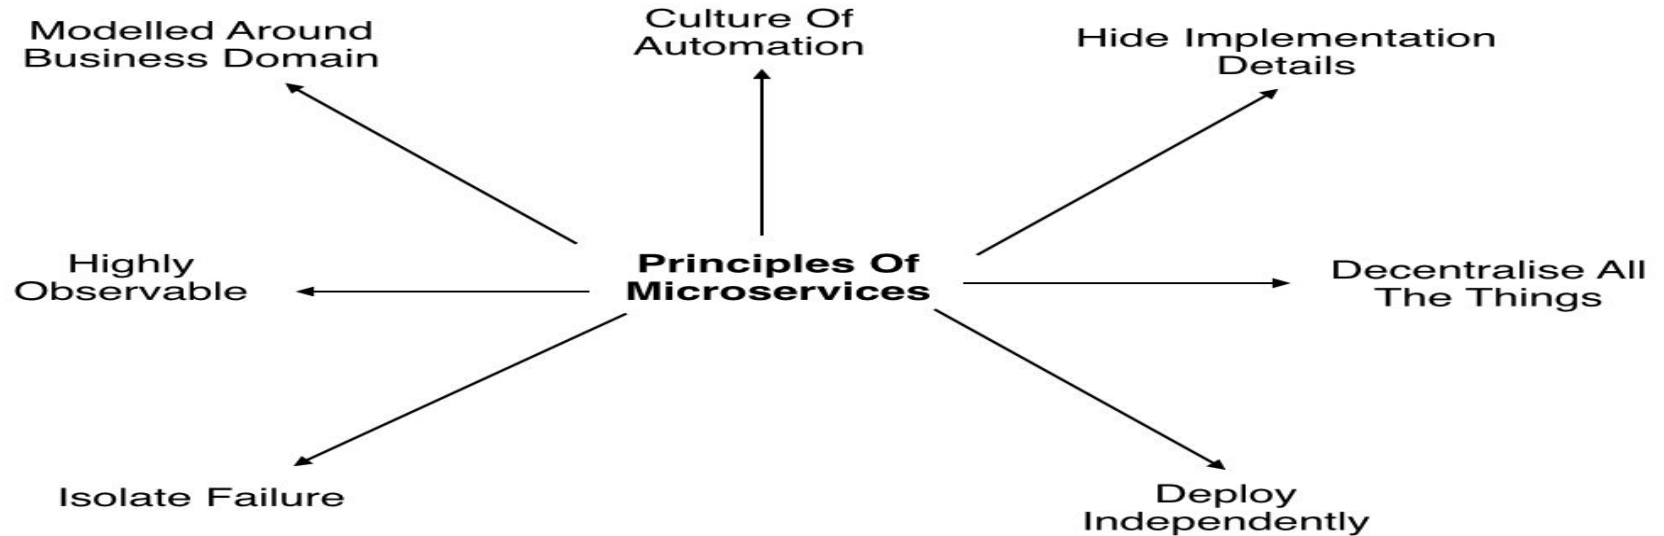 Modelled Around
Business Domain
Culture Of
Automation
Hide Implementation
Details
Highly
Observable
Principles Of
Microservices
Decentralise All
The Things
Isolate Failure
Deploy
Independently